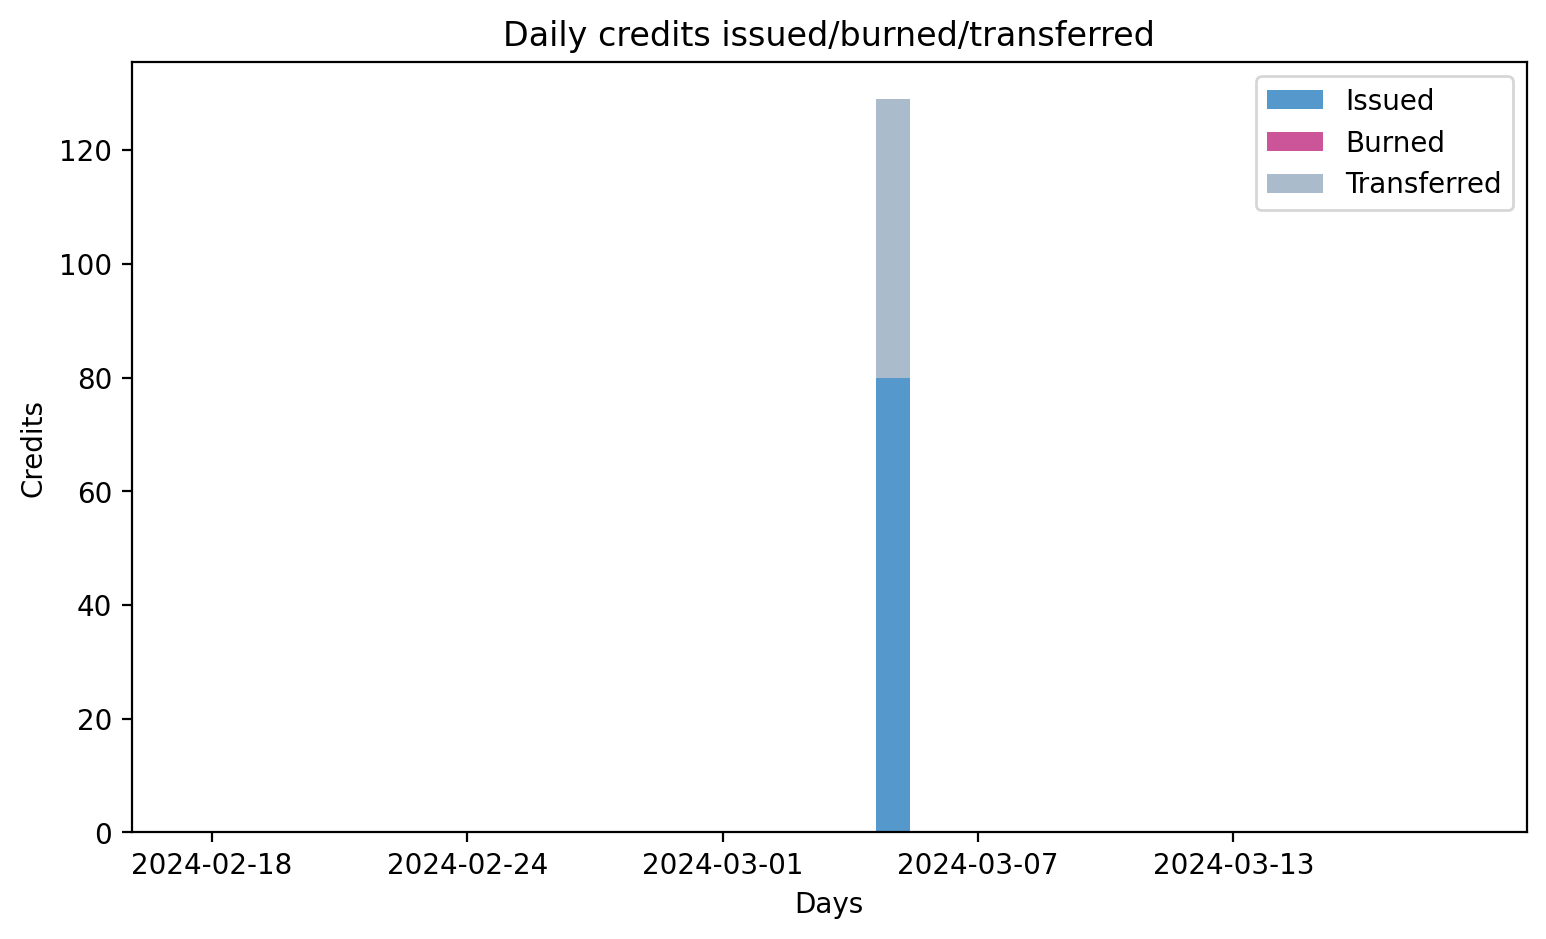 Daily credits issued/burned/transferred
Issued
Burned
Transferred
120
100
80
60
40
20
0
Credits
2024-02-18
2024-02-24
2024-03-01
2024-03-07
2024-03-13
Days